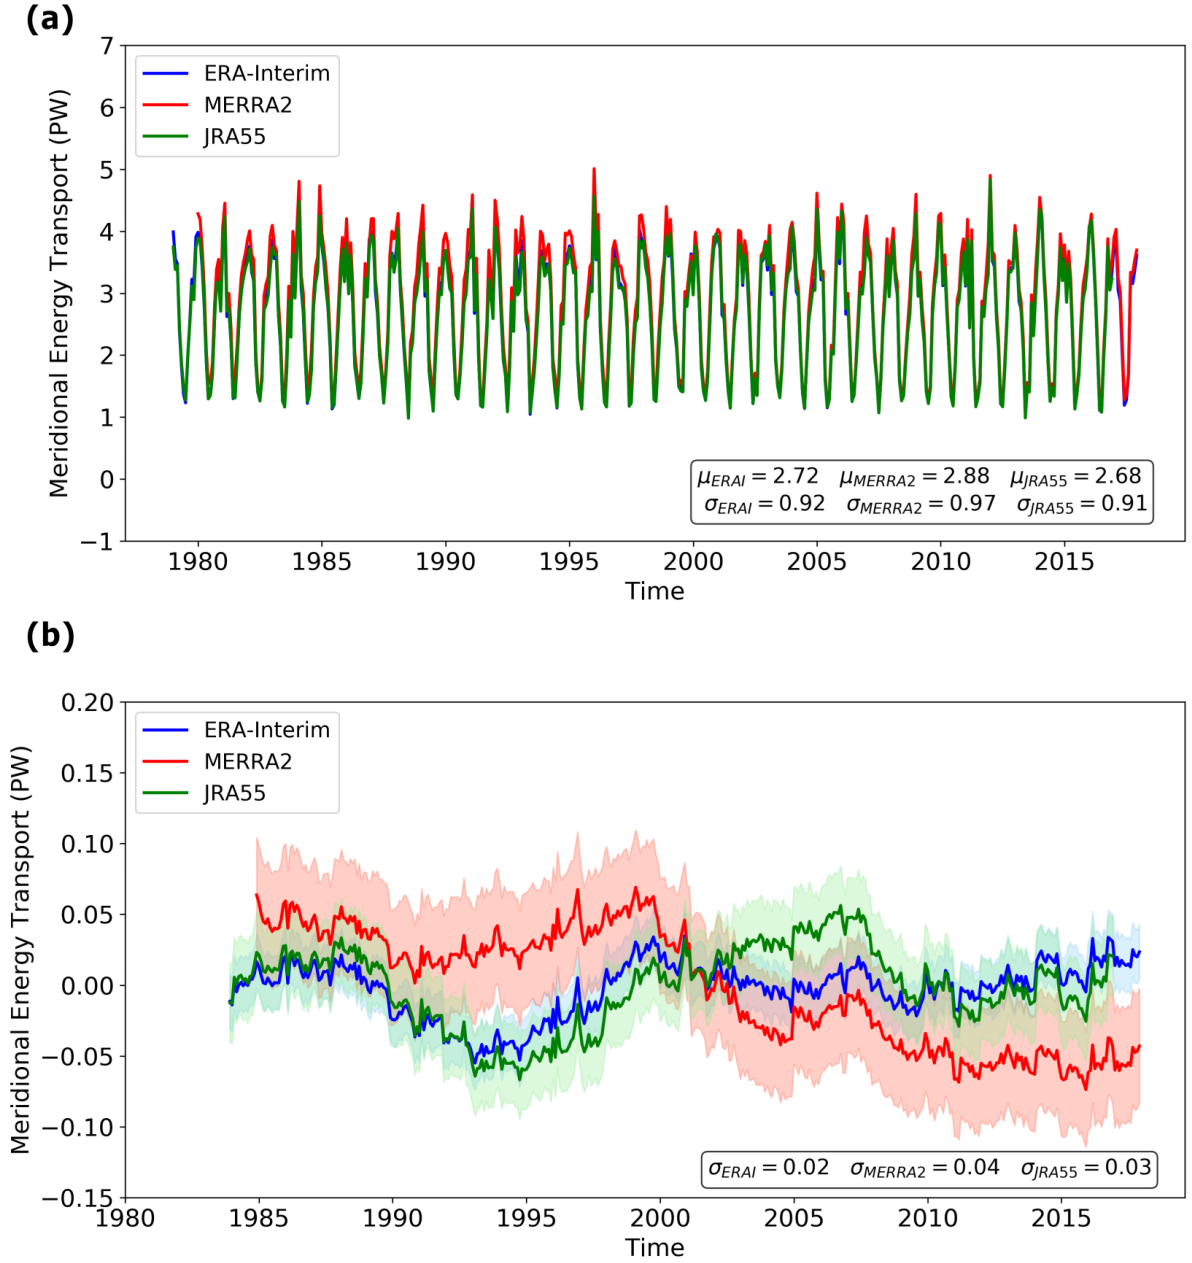 (a)
Meridional Energy Transport (PW)
7
6
5
4
3
2
1
0
−1
ERA-Interim
MERRA2
JRA55
μERAI = 2.72 μMERRA2 = 2.88 μJRA55 = 2.68
σERAI = 0.92 σMERRA2 = 0.97 σJRA55 = 0.91
1980 1985 1990 1995 2000 2005 2010 2015
Time
(b)
Meridional Energy Transport (PW)
0.20
0.15
0.10
0.05
0.00
−0.05
−0.10
−0.15
ERA-Interim
MERRA2
JRA55
σERAI = 0.02 σMERRA2 = 0.04 σJRA55 = 0.03
1980 1985 1990 1995 2000 2005 2010 2015
Time